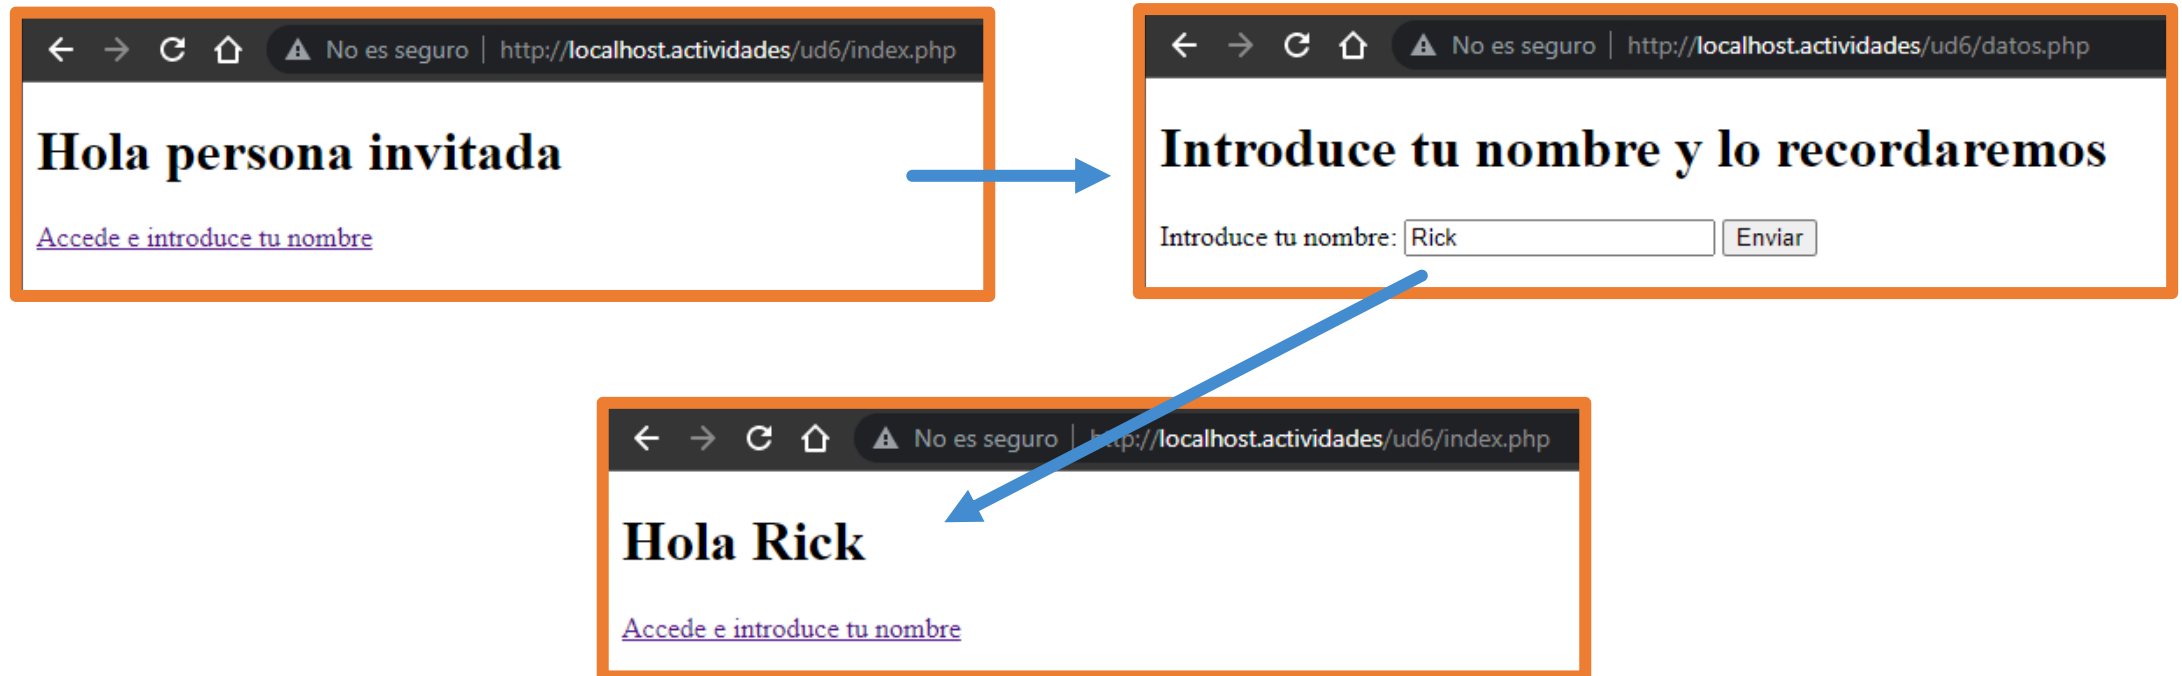 No es seguro | http://localhost.actividades/ud6/index.php
Hola persona invitada
Accede e introduce tu nombre
No es seguro | http://localhost.actividades/ud6/datos.php
Introduce tu nombre y lo recordaremos
Introduce tu nombre: Rick Enviar
No es seguro | http://localhost.actividades/ud6/index.php
Hola Rick
Accede e introduce tu nombre